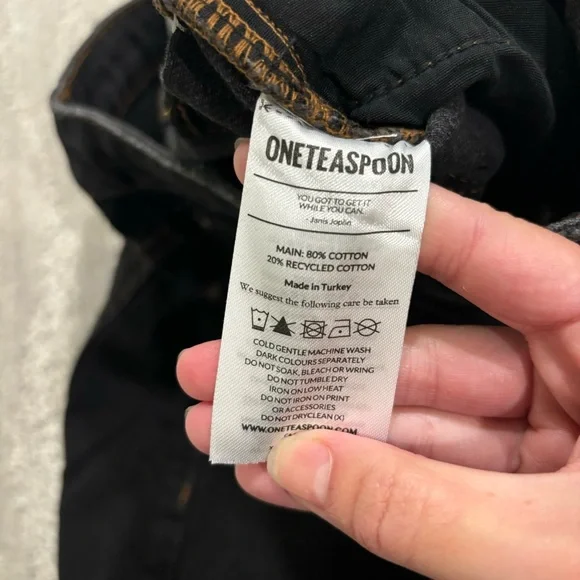 ONETEASPOON
YOU GOT TO GET IT
WHILE YOU CAN.
- Janis Joplin
MAIN: 80% COTTON
20% RECYCLED COTTON
Made in Turkey
We suggest the following care be taken
COLD GENTLE MACHINE WASH
DARK COLOURS SEPARATELY
DO NOT SOAK, BLEACH OR WRING
DO NOT TUMBLE DRY
IRON ON LOW HEAT
DO NOT IRON ON PRINT
OR ACCESSORIES
DO NOT DRYCLEAN (X)
WWW.ONETEASPOON.COM